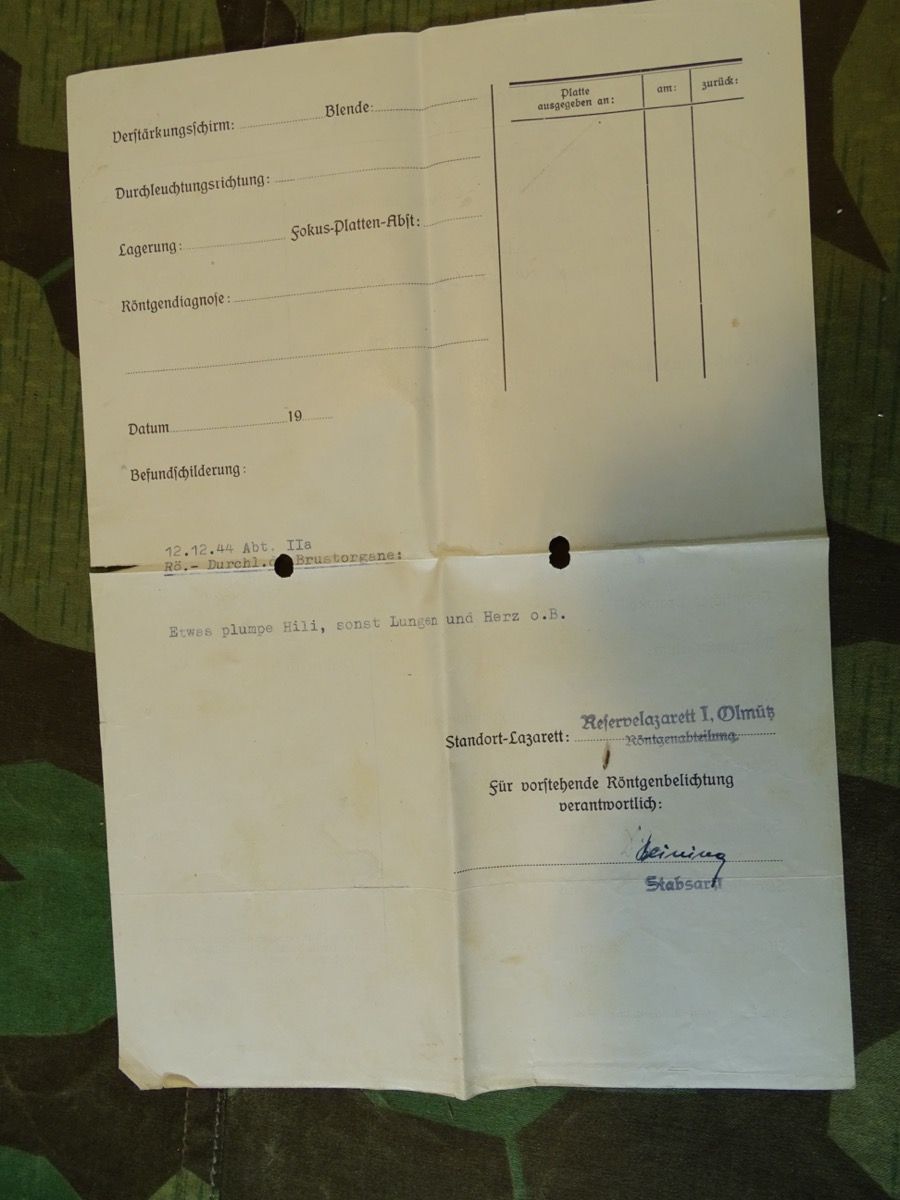 Verstärkungsschirm: Blende:
Durchleuchtungsrichtung:
Lagerung: Fokus-Platten-Abst:
Röntgendiagnose:
Datum 19
Befundschilderung:
Platte
ausgegeben an:
am:
zurück:
12.12.44 Abt. IIa
Rö.- Durchl. Brustorgane:
Etwas plumpe Hili, sonst Lungen und Herz o.B.
Standort-Lazarett: Reservelazarett I, Olmütz
Röntgenabteilung
Für vorstehende Röntgenbelichtung
verantwortlich:
Stabsarzt